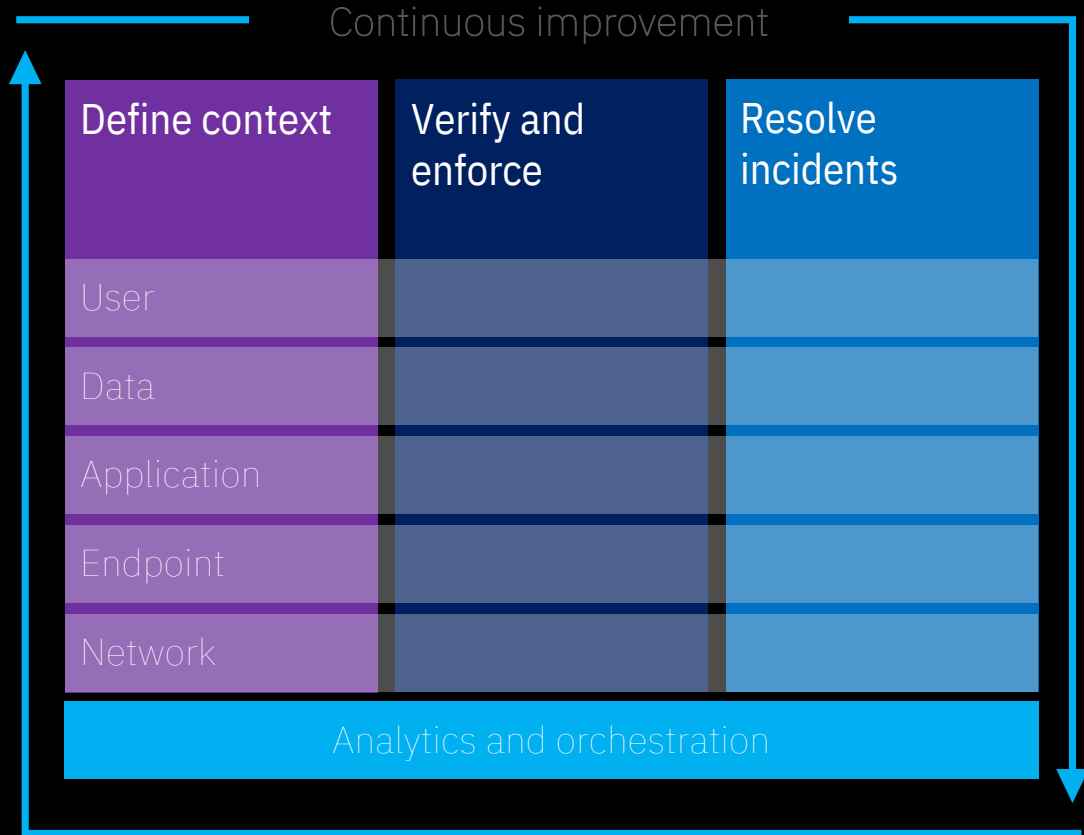 Continuous improvement
Define context
Verify and
enforce
Resolve
incidents
User
Data
Application
Endpoint
Network
Analytics and orchestration